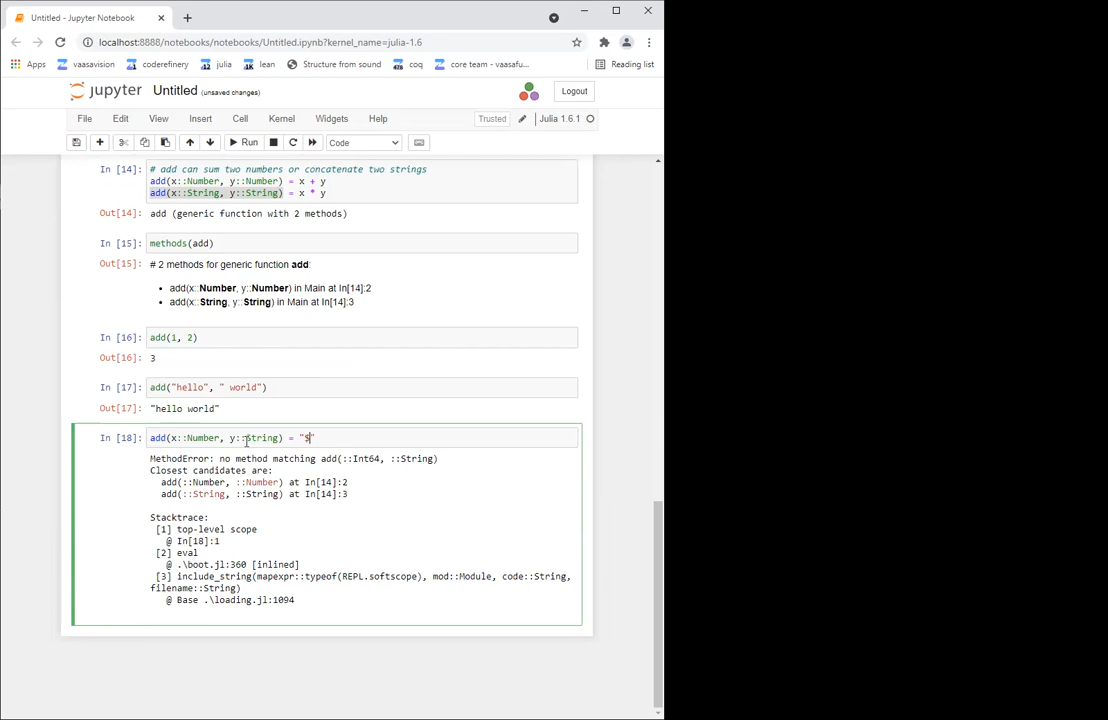 Untitled - Jupyter Notebook
localhost:8888/notebooks/notebooks/Untitled.ipynb?kernel_name=julia-1.6
Apps vaasavision coderefinery julia lean Structure from sound coq core team - vaasafu... Reading list
jupyter Untitled (unsaved changes) Logout
File Edit View Insert Cell Kernel Widgets Help Trusted Julia 1.6.1
Run Code
In [14]: # add can sum two numbers or concatenate two strings
add(x::Number, y::Number) = x + y
add(x::String, y::String) = x * y
Out[14]: add (generic function with 2 methods)
In [15]: methods(add)
Out[15]: # 2 methods for generic function add:
• add(x::Number, y::Number) in Main at In[14]:2
• add(x::String, y::String) in Main at In[14]:3
In [16]: add(1, 2)
Out[16]: 3
In [17]: add("hello", " world")
Out[17]: "hello world"
In [18]: add(x::Number, y::String) = "$"
MethodError: no method matching add(::Int64, ::String)
Closest candidates are:
add(::Number, ::Number) at In[14]:2
add(::String, ::String) at In[14]:3
Stacktrace:
[1] top-level scope
@ In[18]:1
[2] eval
@ .\boot.jl:360 [inlined]
[3] include_string(mapexpr::typeof(REPL.softscope), mod::Module, code::String,
filename::String)
@ Base .\loading.jl:1094